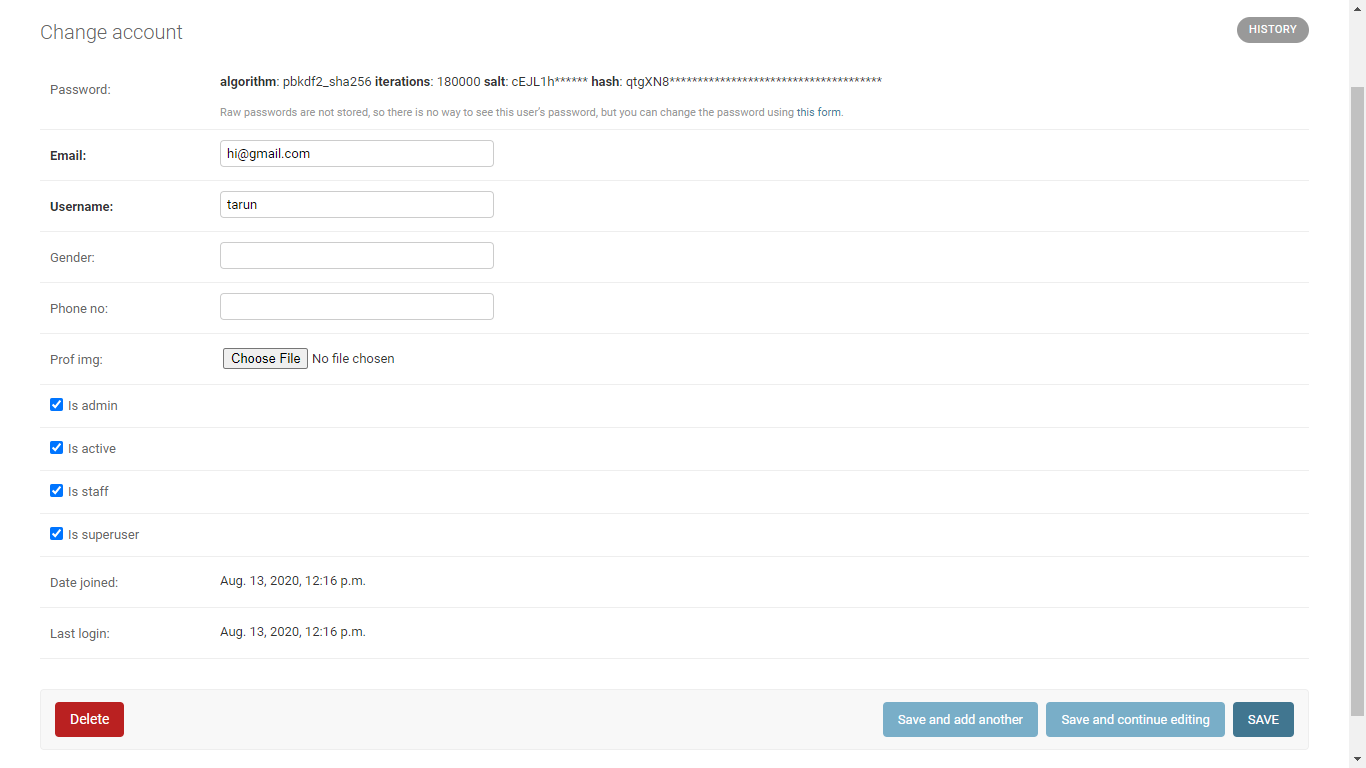 Change account
HISTORY
Password:
algorithm: pbkdf2_sha256 iterations: 180000 salt: cEJL1h****** hash: qtgXN8**************************************
Raw passwords are not stored, so there is no way to see this user's password, but you can change the password using this form.
Email:
hi@gmail.com
Username:
tarun
Gender:
Phone no:
Prof img:
Choose File No file chosen
Is admin
Is active
Is staff
Is superuser
Date joined:
Aug. 13, 2020, 12:16 p.m.
Last login:
Aug. 13, 2020, 12:16 p.m.
Delete
Save and add another
Save and continue editing
SAVE